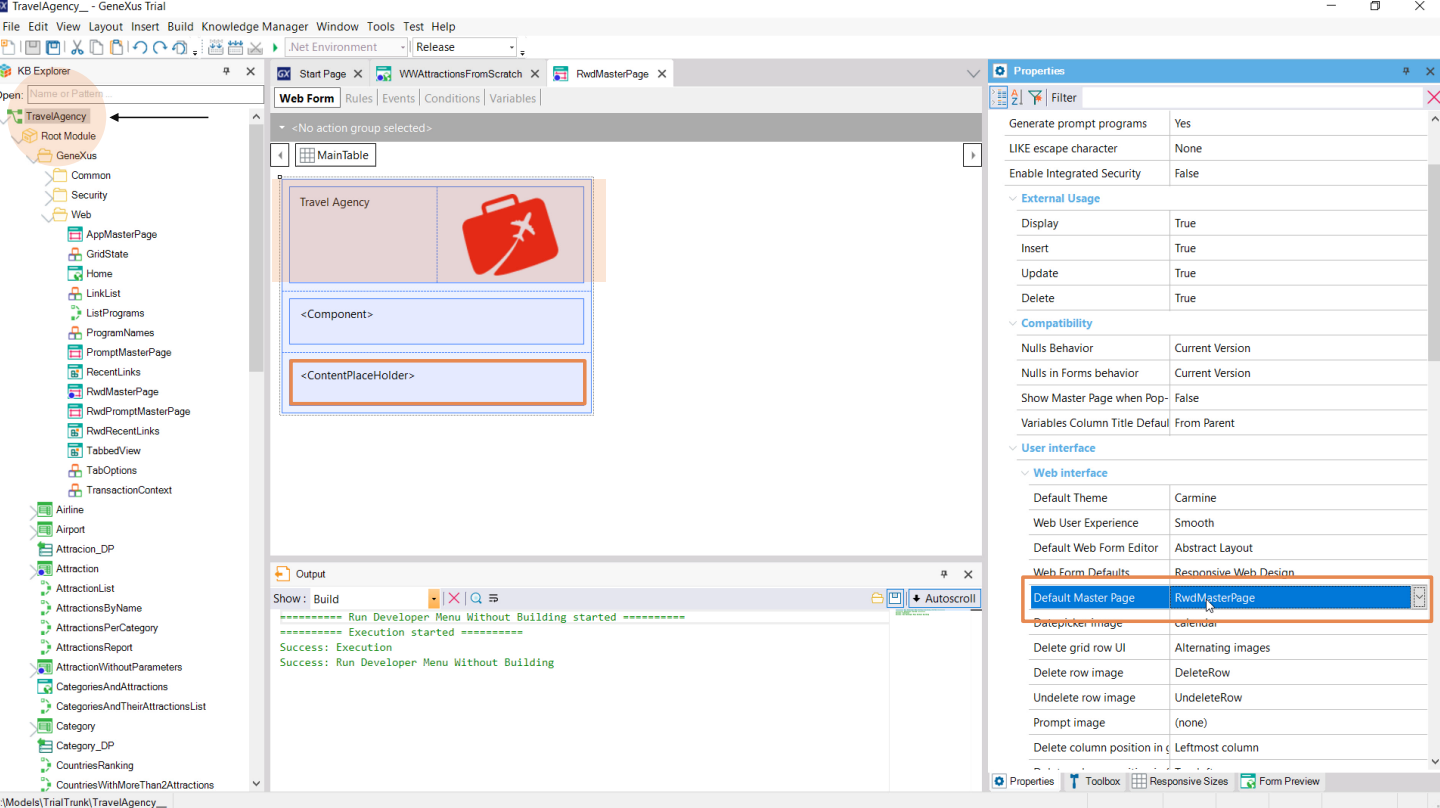 TravelAgency__ - GeneXus Trial
File Edit View Layout Insert Build Knowledge Manager Window Tools Test Help
.Net Environment Release
KB Explorer
Open: Name or Pattern...
TravelAgency
Root Module
GeneXus
Common
Security
Web
AppMasterPage
GridState
Home
LinkList
ListPrograms
ProgramNames
PromptMasterPage
RecentLinks
RwdMasterPage
RwdPromptMasterPage
RwdRecentLinks
TabbedView
TabOptions
TransactionContext
Airline
Airport
Attracion_DP
Attraction
AttractionList
AttractionsByName
AttractionsPerCategory
AttractionsReport
AttractionWithoutParameters
CategoriesAndAttractions
CategoriesAndTheirAttractionsList
Category
Category_DP
CountriesRanking
CountriesWithMoreThan2Attractions
Start Page WWAttractionsFromScratch RwdMasterPage
Web Form Rules Events Conditions Variables
<No action group selected>
MainTable
Travel Agency
<Component>
<ContentPlaceHolder>
Output
Show : Build Autoscroll
========== Run Developer Menu Without Building started ==========
========== Execution started ==========
Success: Execution
Success: Run Developer Menu Without Building
Properties
Filter
Generate prompt programs Yes
LIKE escape character None
Enable Integrated Security False
External Usage
Display True
Insert True
Update True
Delete True
Compatibility
Nulls Behavior Current Version
Nulls in Forms behavior Current Version
Show Master Page when Pop- False
Variables Column Title Defaul From Parent
User interface
Web interface
Default Theme Carmine
Web User Experience Smooth
Default Web Form Editor Abstract Layout
Web Form Defaults Responsive Web Design
Default Master Page RwdMasterPage
Datepicker image calendar
Delete grid row UI Alternating images
Delete row image DeleteRow
Undelete row image UndeleteRow
Prompt image (none)
Delete column position in g Leftmost column
Properties Toolbox Responsive Sizes Form Preview
:\Models\TrialTrunk\TravelAgency__